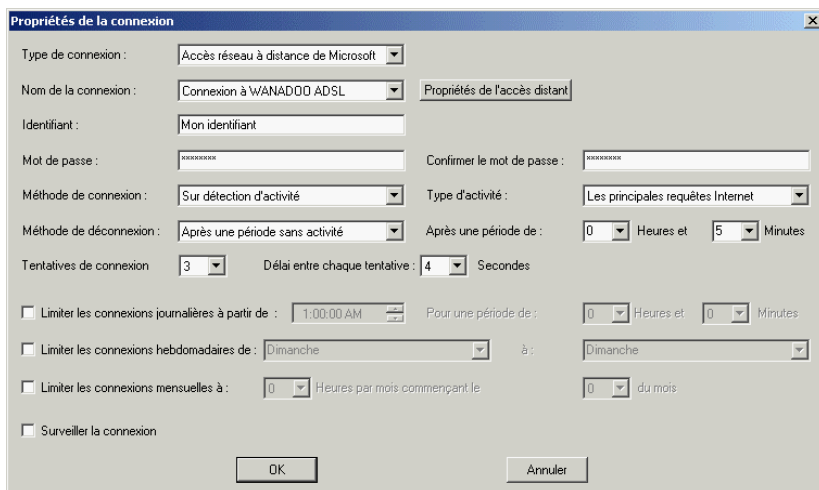 Propriétés de la connexion
Type de connexion : Accès réseau à distance de Microsoft
Nom de la connexion : Connexion à WANADOO ADSL Propriétés de l'accès distant
Identifiant : Mon identifiant
Mot de passe : ******** Confirmer le mot de passe : ********
Méthode de connexion : Sur détection d'activité Type d'activité : Les principales requêtes Internet
Méthode de déconnexion : Après une période sans activité Après une période de : 0 Heures et 5 Minutes
Tentatives de connexion 3 Délai entre chaque tentative : 4 Secondes
Limiter les connexions journalières à partir de : 1:00:00 AM Pour une période de : 0 Heures et 0 Minutes
Limiter les connexions hebdomadaires de : Dimanche à : Dimanche
Limiter les connexions mensuelles à : 0 Heures par mois commençant le 0 du mois
Surveiller la connexion
OK Annuler